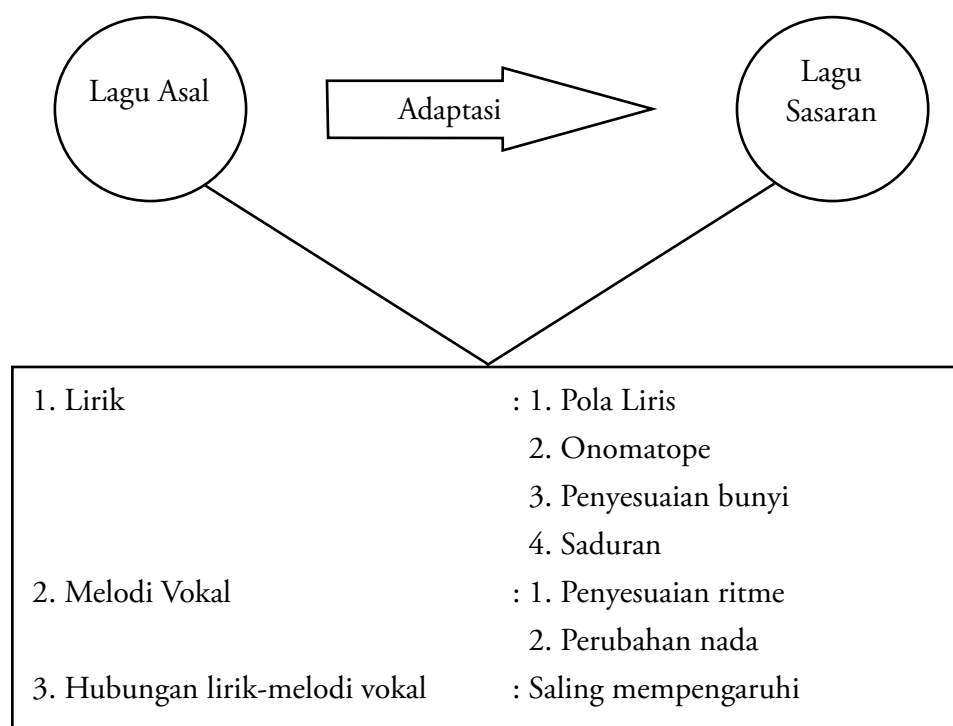 Lagu Asal
Adaptasi
Lagu
Sasaran
1. Lirik : 1. Pola Liris
2. Onomatope
3. Penyesuaian bunyi
4. Saduran
2. Melodi Vokal : 1. Penyesuaian ritme
2. Perubahan nada
3. Hubungan lirik-melodi vokal : Saling mempengaruhi